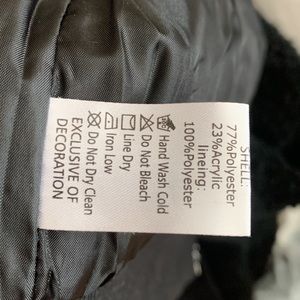 SHELL:
77%Polyester
23%Acrylic
lineing:
100%Polyester
Hand Wash Cold
Do Not Bleach
Line Dry
Iron Low
Do Not Dry Clean
EXCLUSIVE OF
DECORATION